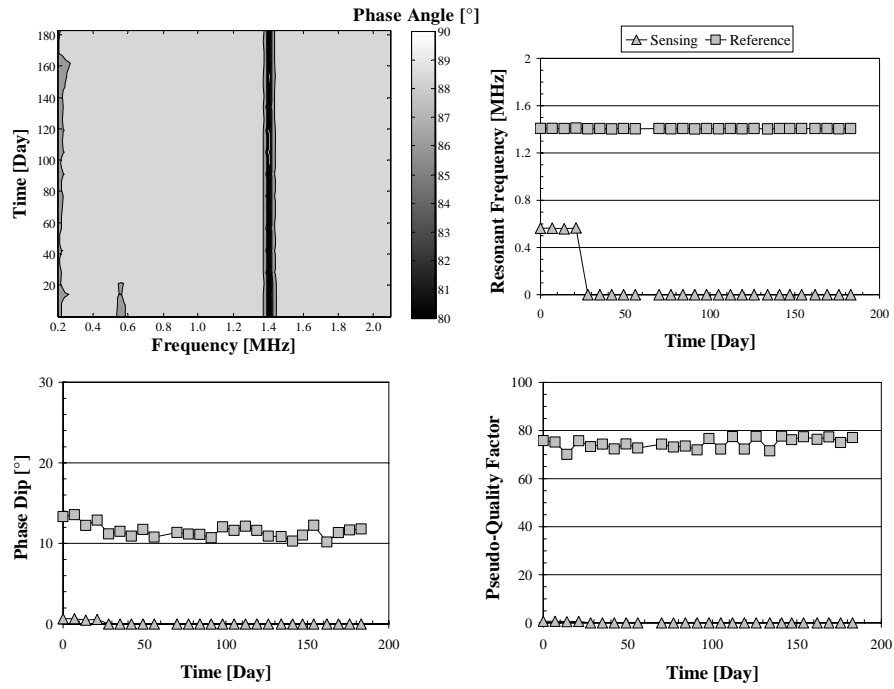 Phase Angle [°]
180
160
140
120
100
80
60
40
20
Time [Day]
0.2 0.4 0.6 0.8 1.0 1.2 1.4 1.6 1.8 2.0
Frequency [MHz]
90
89
88
87
86
85
84
83
82
81
80
Sensing Reference
2
1.6
1.2
0.8
0.4
0
Resonant Frequency [MHz]
0 50 100 150 200
Time [Day]
30
20
10
0
Phase Dip [°]
0 50 100 150 200
Time [Day]
100
80
60
40
20
0
Pseudo-Quality Factor
0 50 100 150 200
Time [Day]